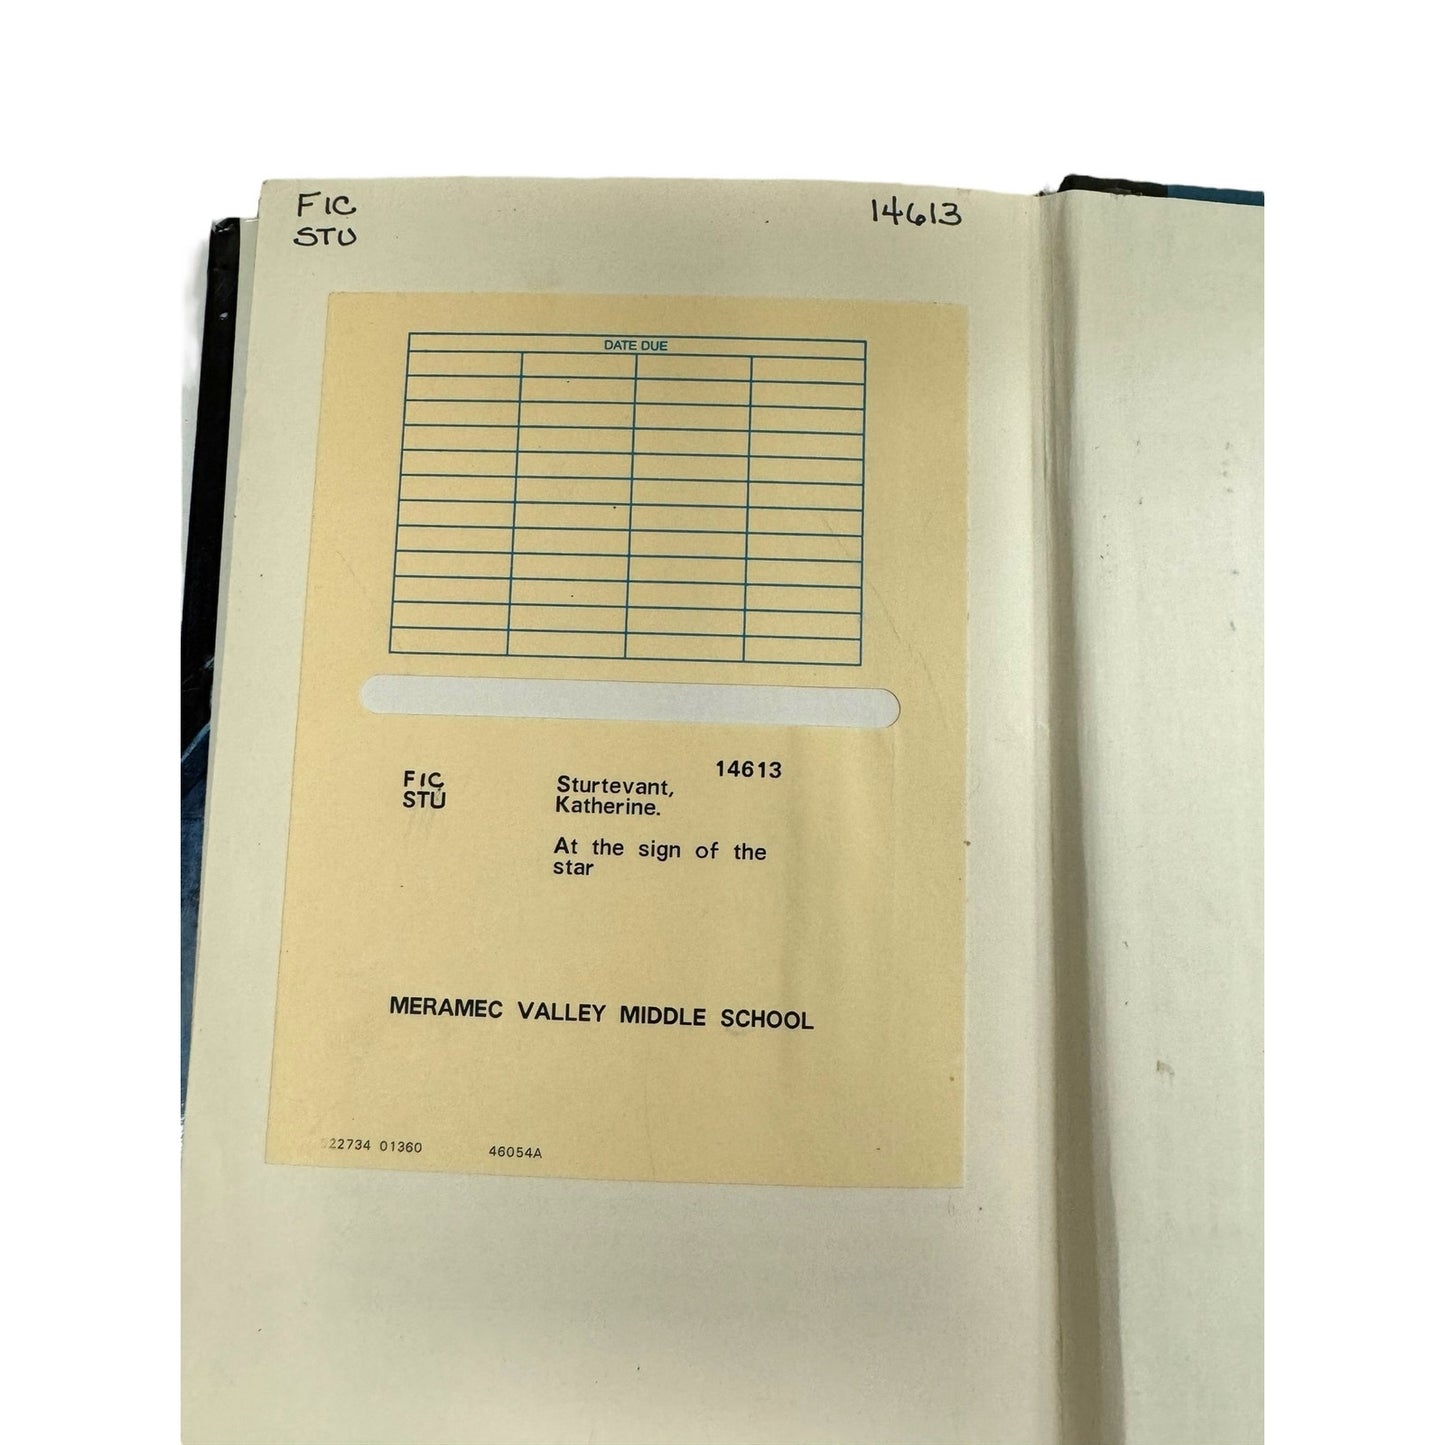 FIC 14613
STU
DATE DUE
14613
FIC Sturtevant,
STU Katherine.
At the sign of the
star
MERAMEC VALLEY MIDDLE SCHOOL
22734 01360 46054A